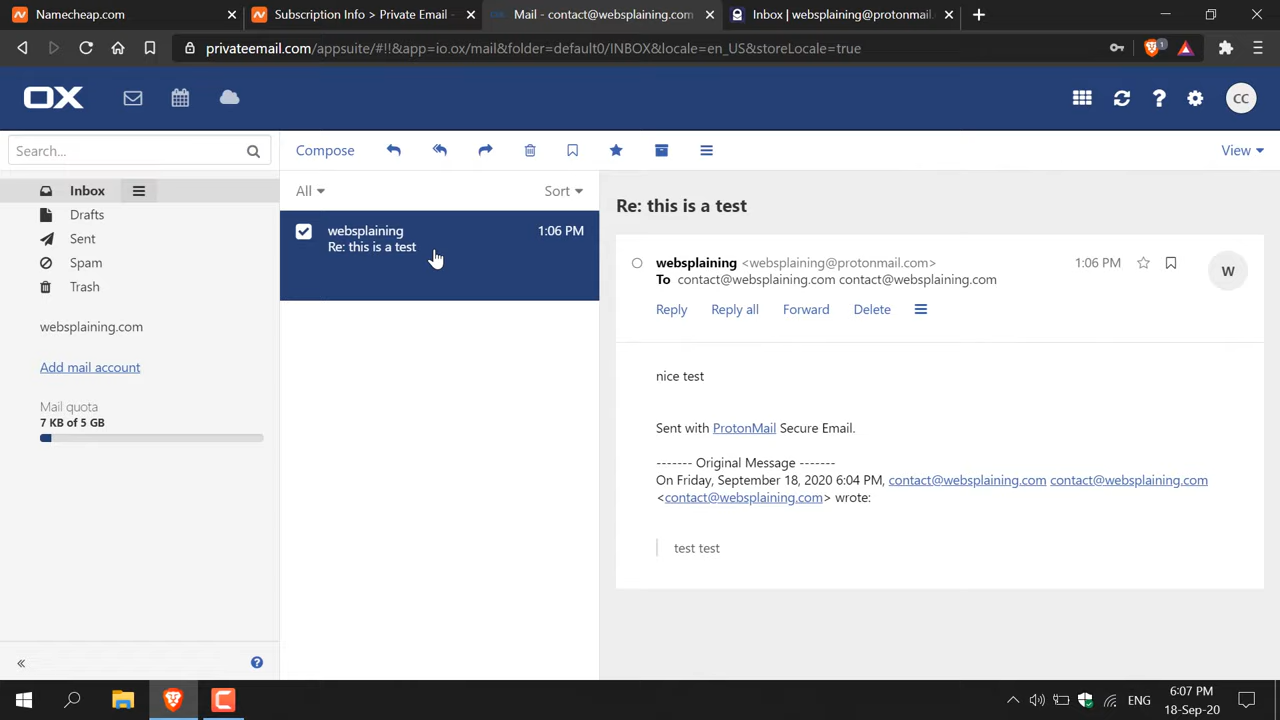 Namecheap.com
Subscription Info > Private Email -
Mail - contact@websplaining.com
Inbox | websplaining@protonmail.
privateemail.com/appsuite/#!!&app=io.ox/mail&folder=default0/INBOX&locale=en_US&storeLocale=true
1
OX
CC
Search...
Compose
View
Inbox
Drafts
Sent
Spam
Trash
websplaining.com
Add mail account
Mail quota
7 KB of 5 GB
All
Sort
websplaining 1:06 PM
Re: this is a test
Re: this is a test
websplaining <websplaining@protonmail.com> 1:06 PM
W
To contact@websplaining.com contact@websplaining.com
Reply Reply all Forward Delete
nice test
Sent with ProtonMail Secure Email.
------- Original Message -------
On Friday, September 18, 2020 6:04 PM, contact@websplaining.com contact@websplaining.com
<contact@websplaining.com> wrote:
test test
ENG
6:07 PM
18-Sep-20